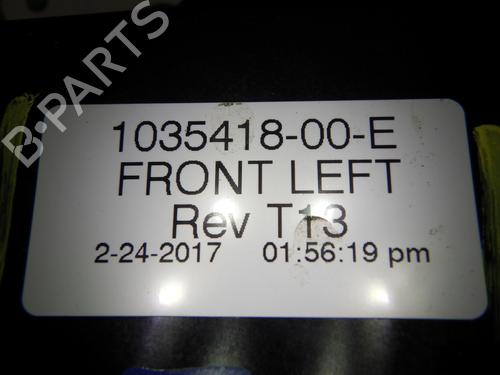 B-PARTS
1035418-00-E
FRONT LEFT
Rev T13
2-24-2017 01:56:19 pm